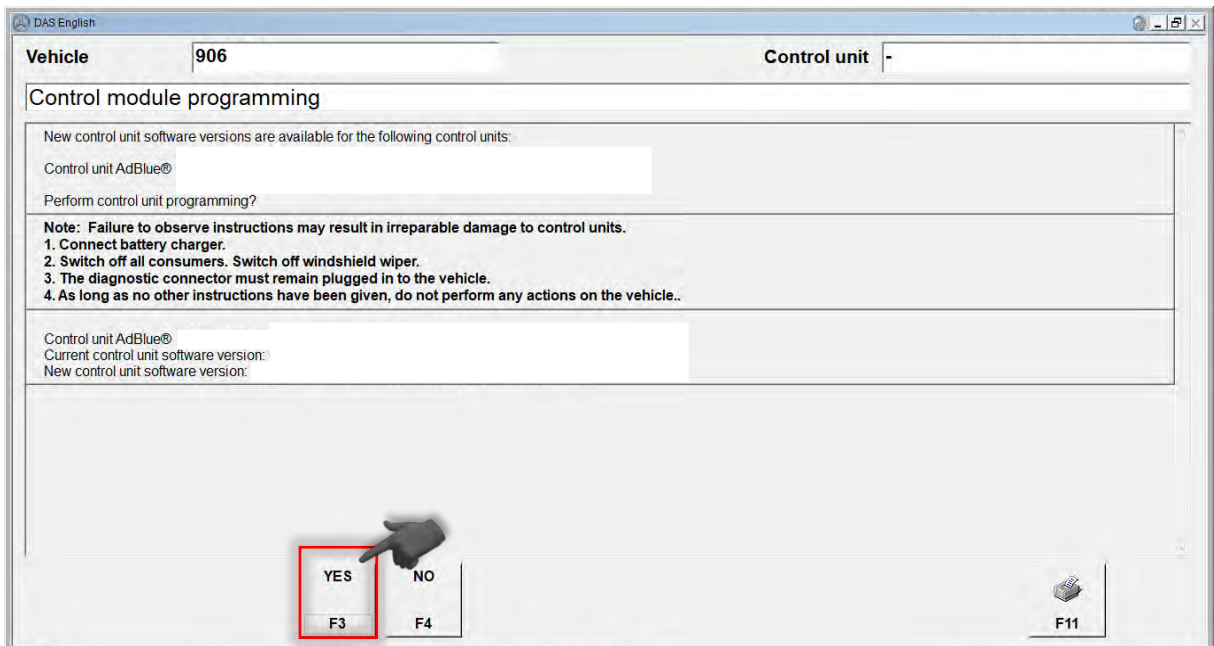 DAS English
Vehicle 906 Control unit -
Control module programming
New control unit software versions are available for the following control units:
Control unit AdBlue®
Perform control unit programming?
Note: Failure to observe instructions may result in irreparable damage to control units.
1. Connect battery charger.
2. Switch off all consumers. Switch off windshield wiper.
3. The diagnostic connector must remain plugged in to the vehicle.
4. As long as no other instructions have been given, do not perform any actions on the vehicle..
Control unit AdBlue®
Current control unit software version:
New control unit software version:
YES NO
F3 F4 F11